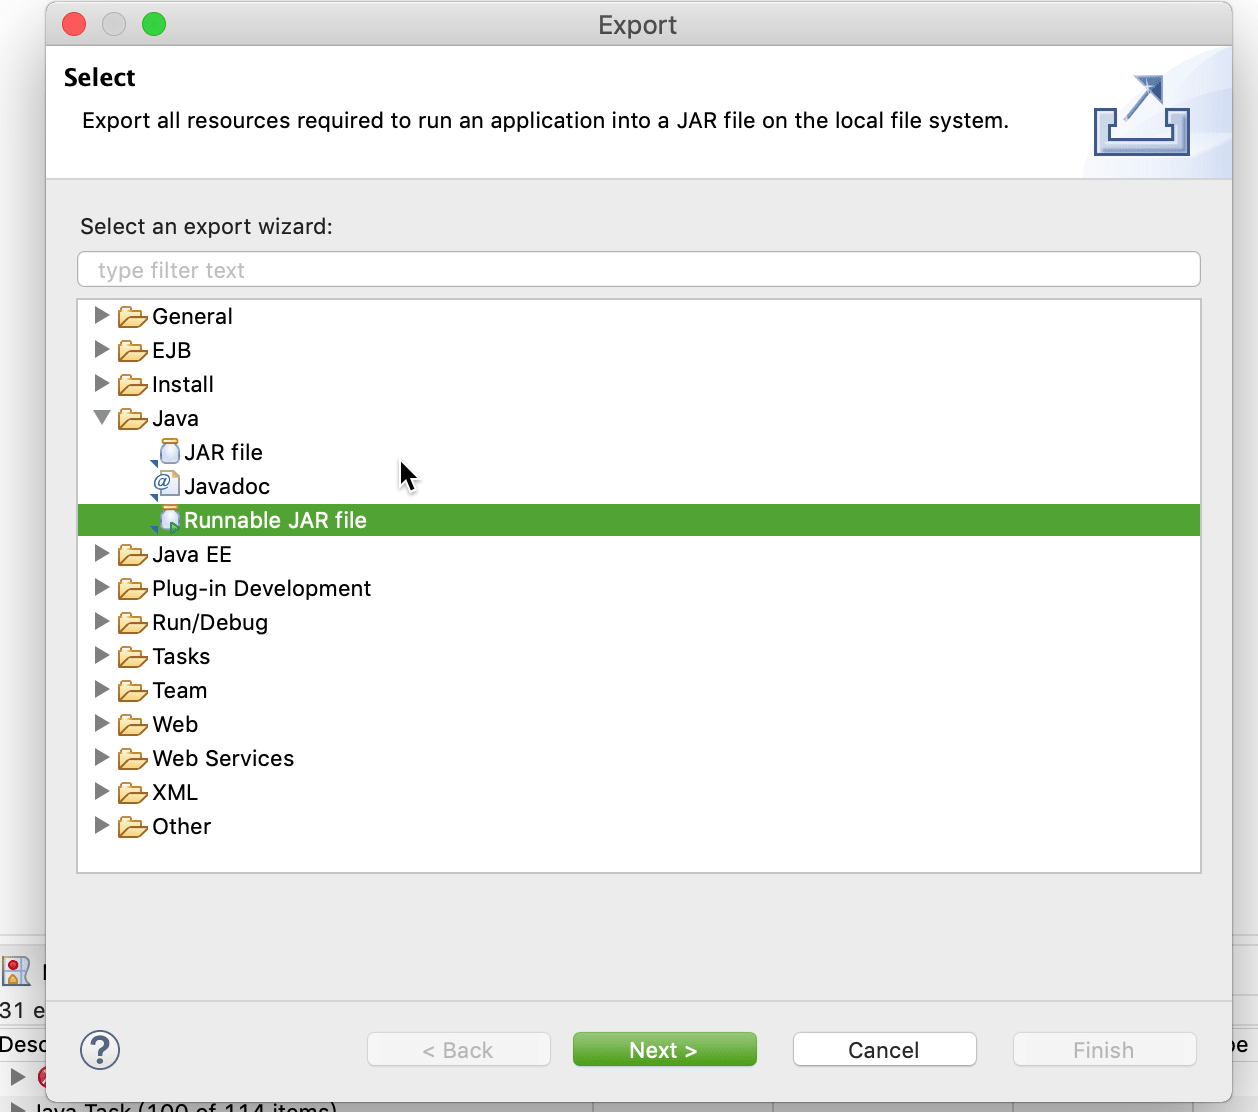 Export
Select
Export all resources required to run an application into a JAR file on the local file system.
Select an export wizard:
type filter text
General
EJB
Install
Java
JAR file
Javadoc
Runnable JAR file
Java EE
Plug-in Development
Run/Debug
Tasks
Team
Web
Web Services
XML
Other
31 e
Desc
? < Back Next > Cancel Finish
pe
Java Task (100 of 114 items)